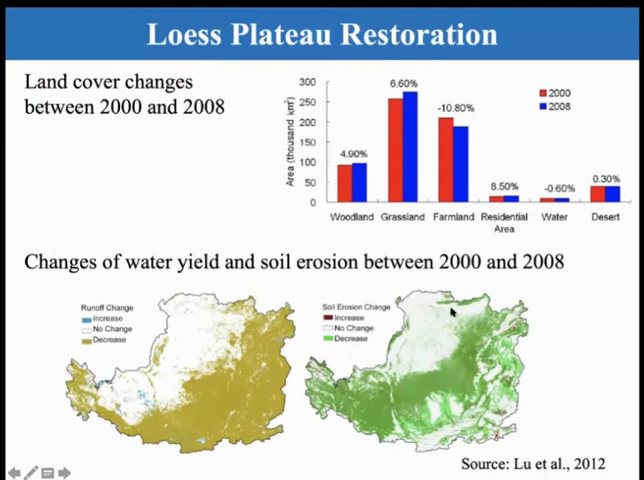 Loess Plateau Restoration
Land cover changes
between 2000 and 2008
Area (thousand km²)
300
250
200
150
100
50
0
4.90%
6.60%
-10.80%
8.50%
-0.60%
0.30%
2000
2008
Woodland
Grassland
Farmland
Residential
Area
Water
Desert
Changes of water yield and soil erosion between 2000 and 2008
Runoff Change
Increase
No Change
Decrease
Soil Erosion Change
Increase
No Change
Decrease
Source: Lu et al., 2012